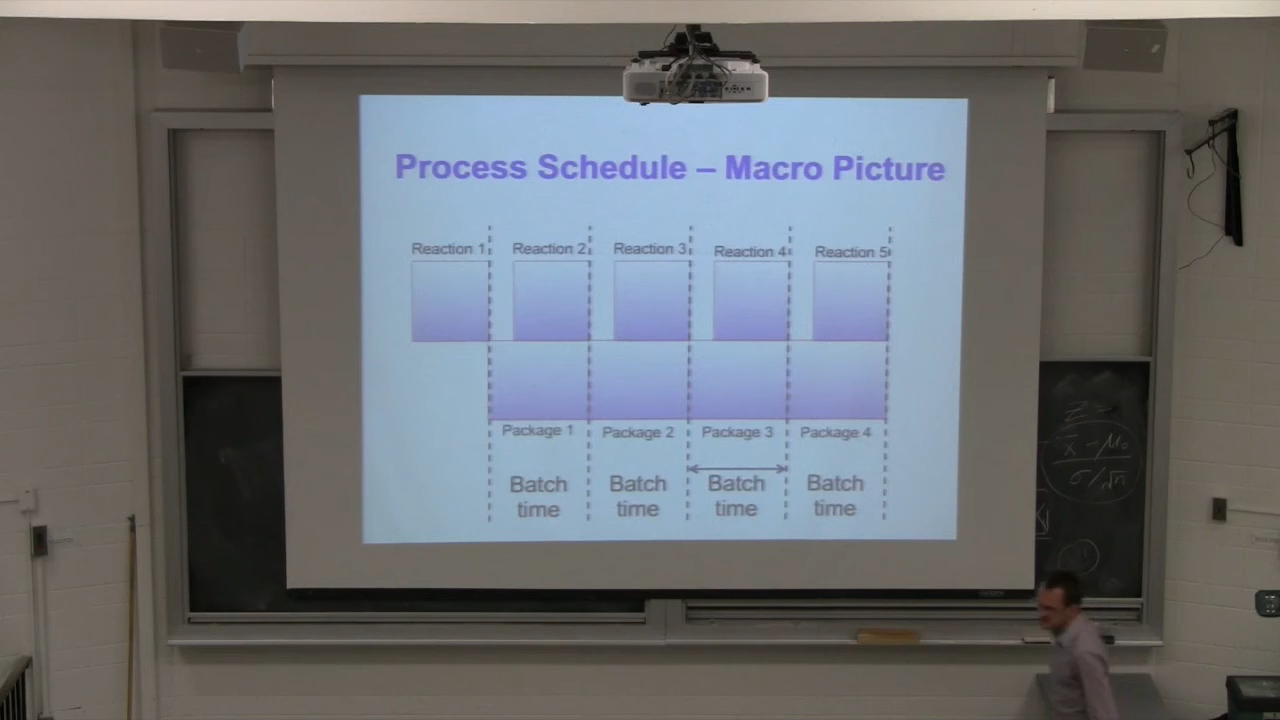 Process Schedule – Macro Picture
Reaction 1 Reaction 2 Reaction 3 Reaction 4 Reaction 5
Package 1 Package 2 Package 3 Package 4
Batch time Batch time Batch time Batch time
Z =
x̄ - μ₀
σ/√n